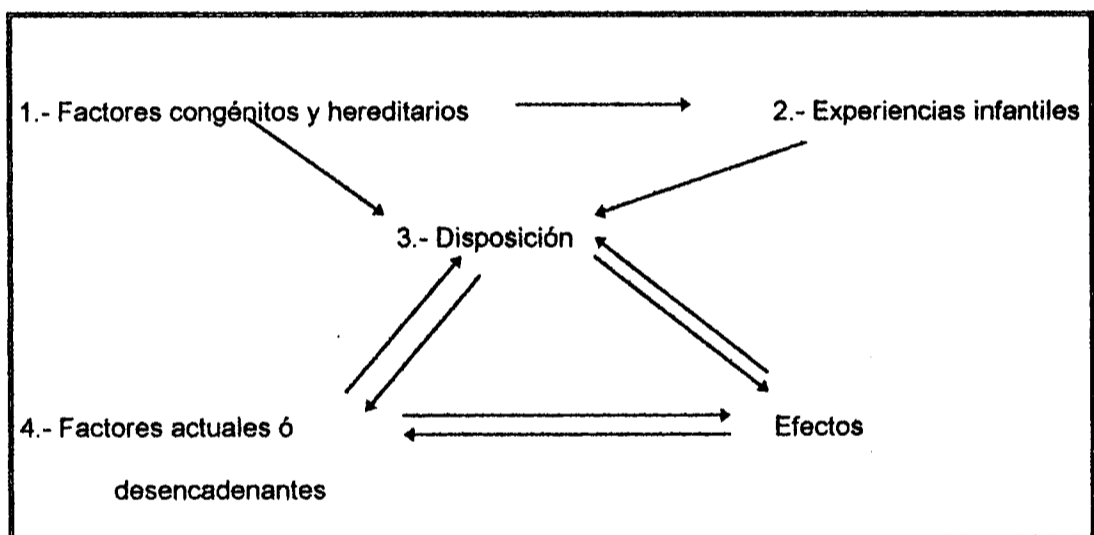 1.- Factores congénitos y hereditarios
2.- Experiencias infantiles
3.- Disposición
4.- Factores actuales ó
desencadenantes
Efectos